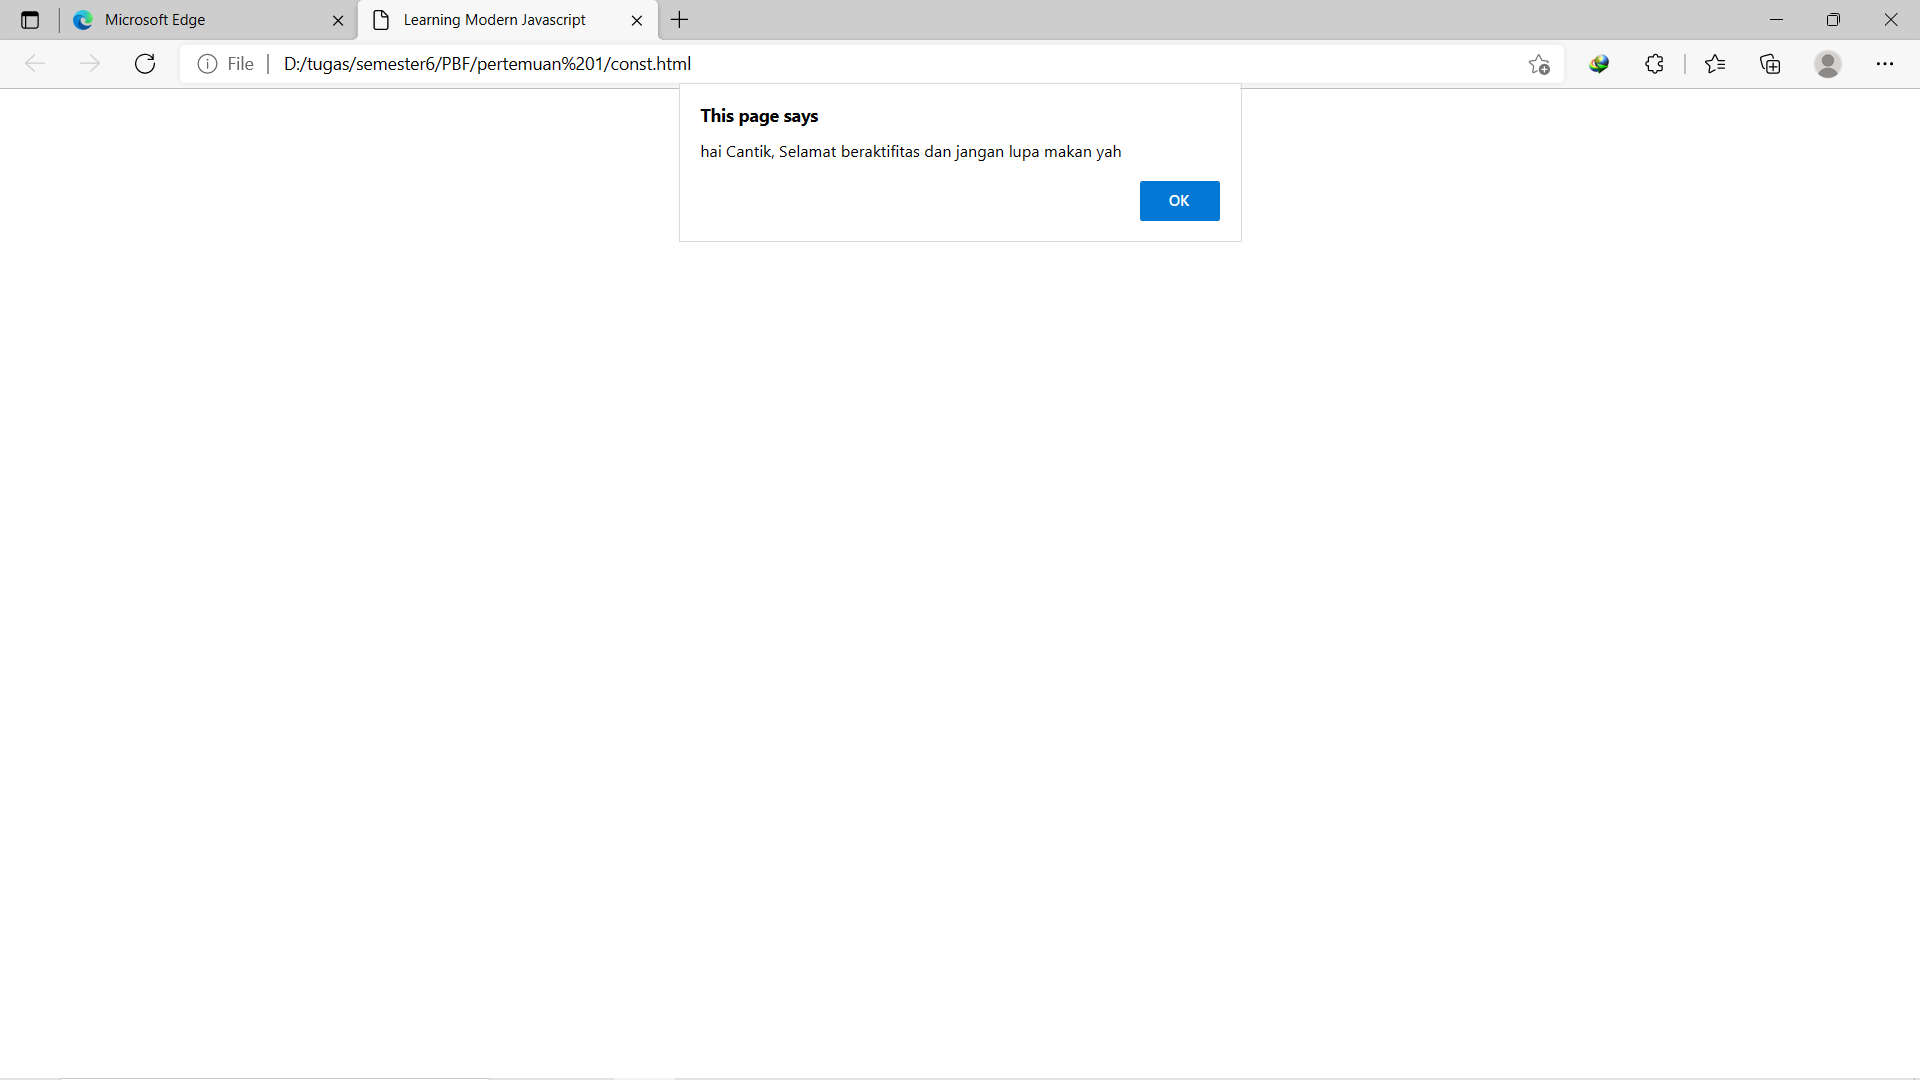 Microsoft Edge
Learning Modern Javascript
File
D:/tugas/semester6/PBF/pertemuan%201/const.html
This page says
hai Cantik, Selamat beraktifitas dan jangan lupa makan yah
OK